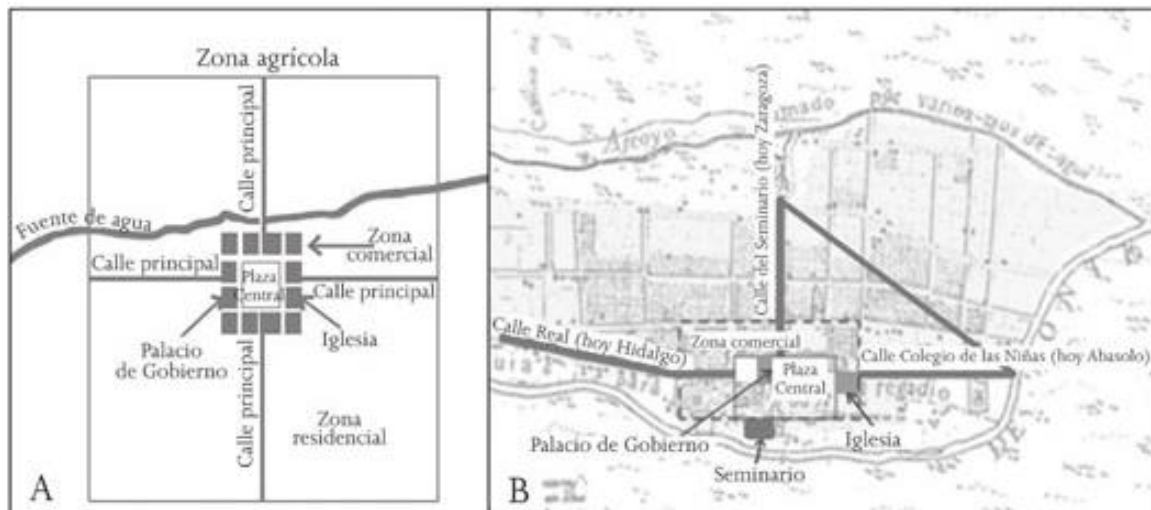 Zona agrícola
Calle principal
Fuente de agua
Zona
comercial
Calle principal
Plaza
Central
Calle principal
Palacio
de Gobierno
Iglesia
Calle principal
Zona
residencial
A
Arroyo
Calle del Seminario (hoy Zaragoza)
Calle Real (hoy Hidalgo)
Zona comercial
Plaza
Central
Calle Colegio de las Niñas (hoy Abasolo)
Palacio de Gobierno
Iglesia
Seminario
B